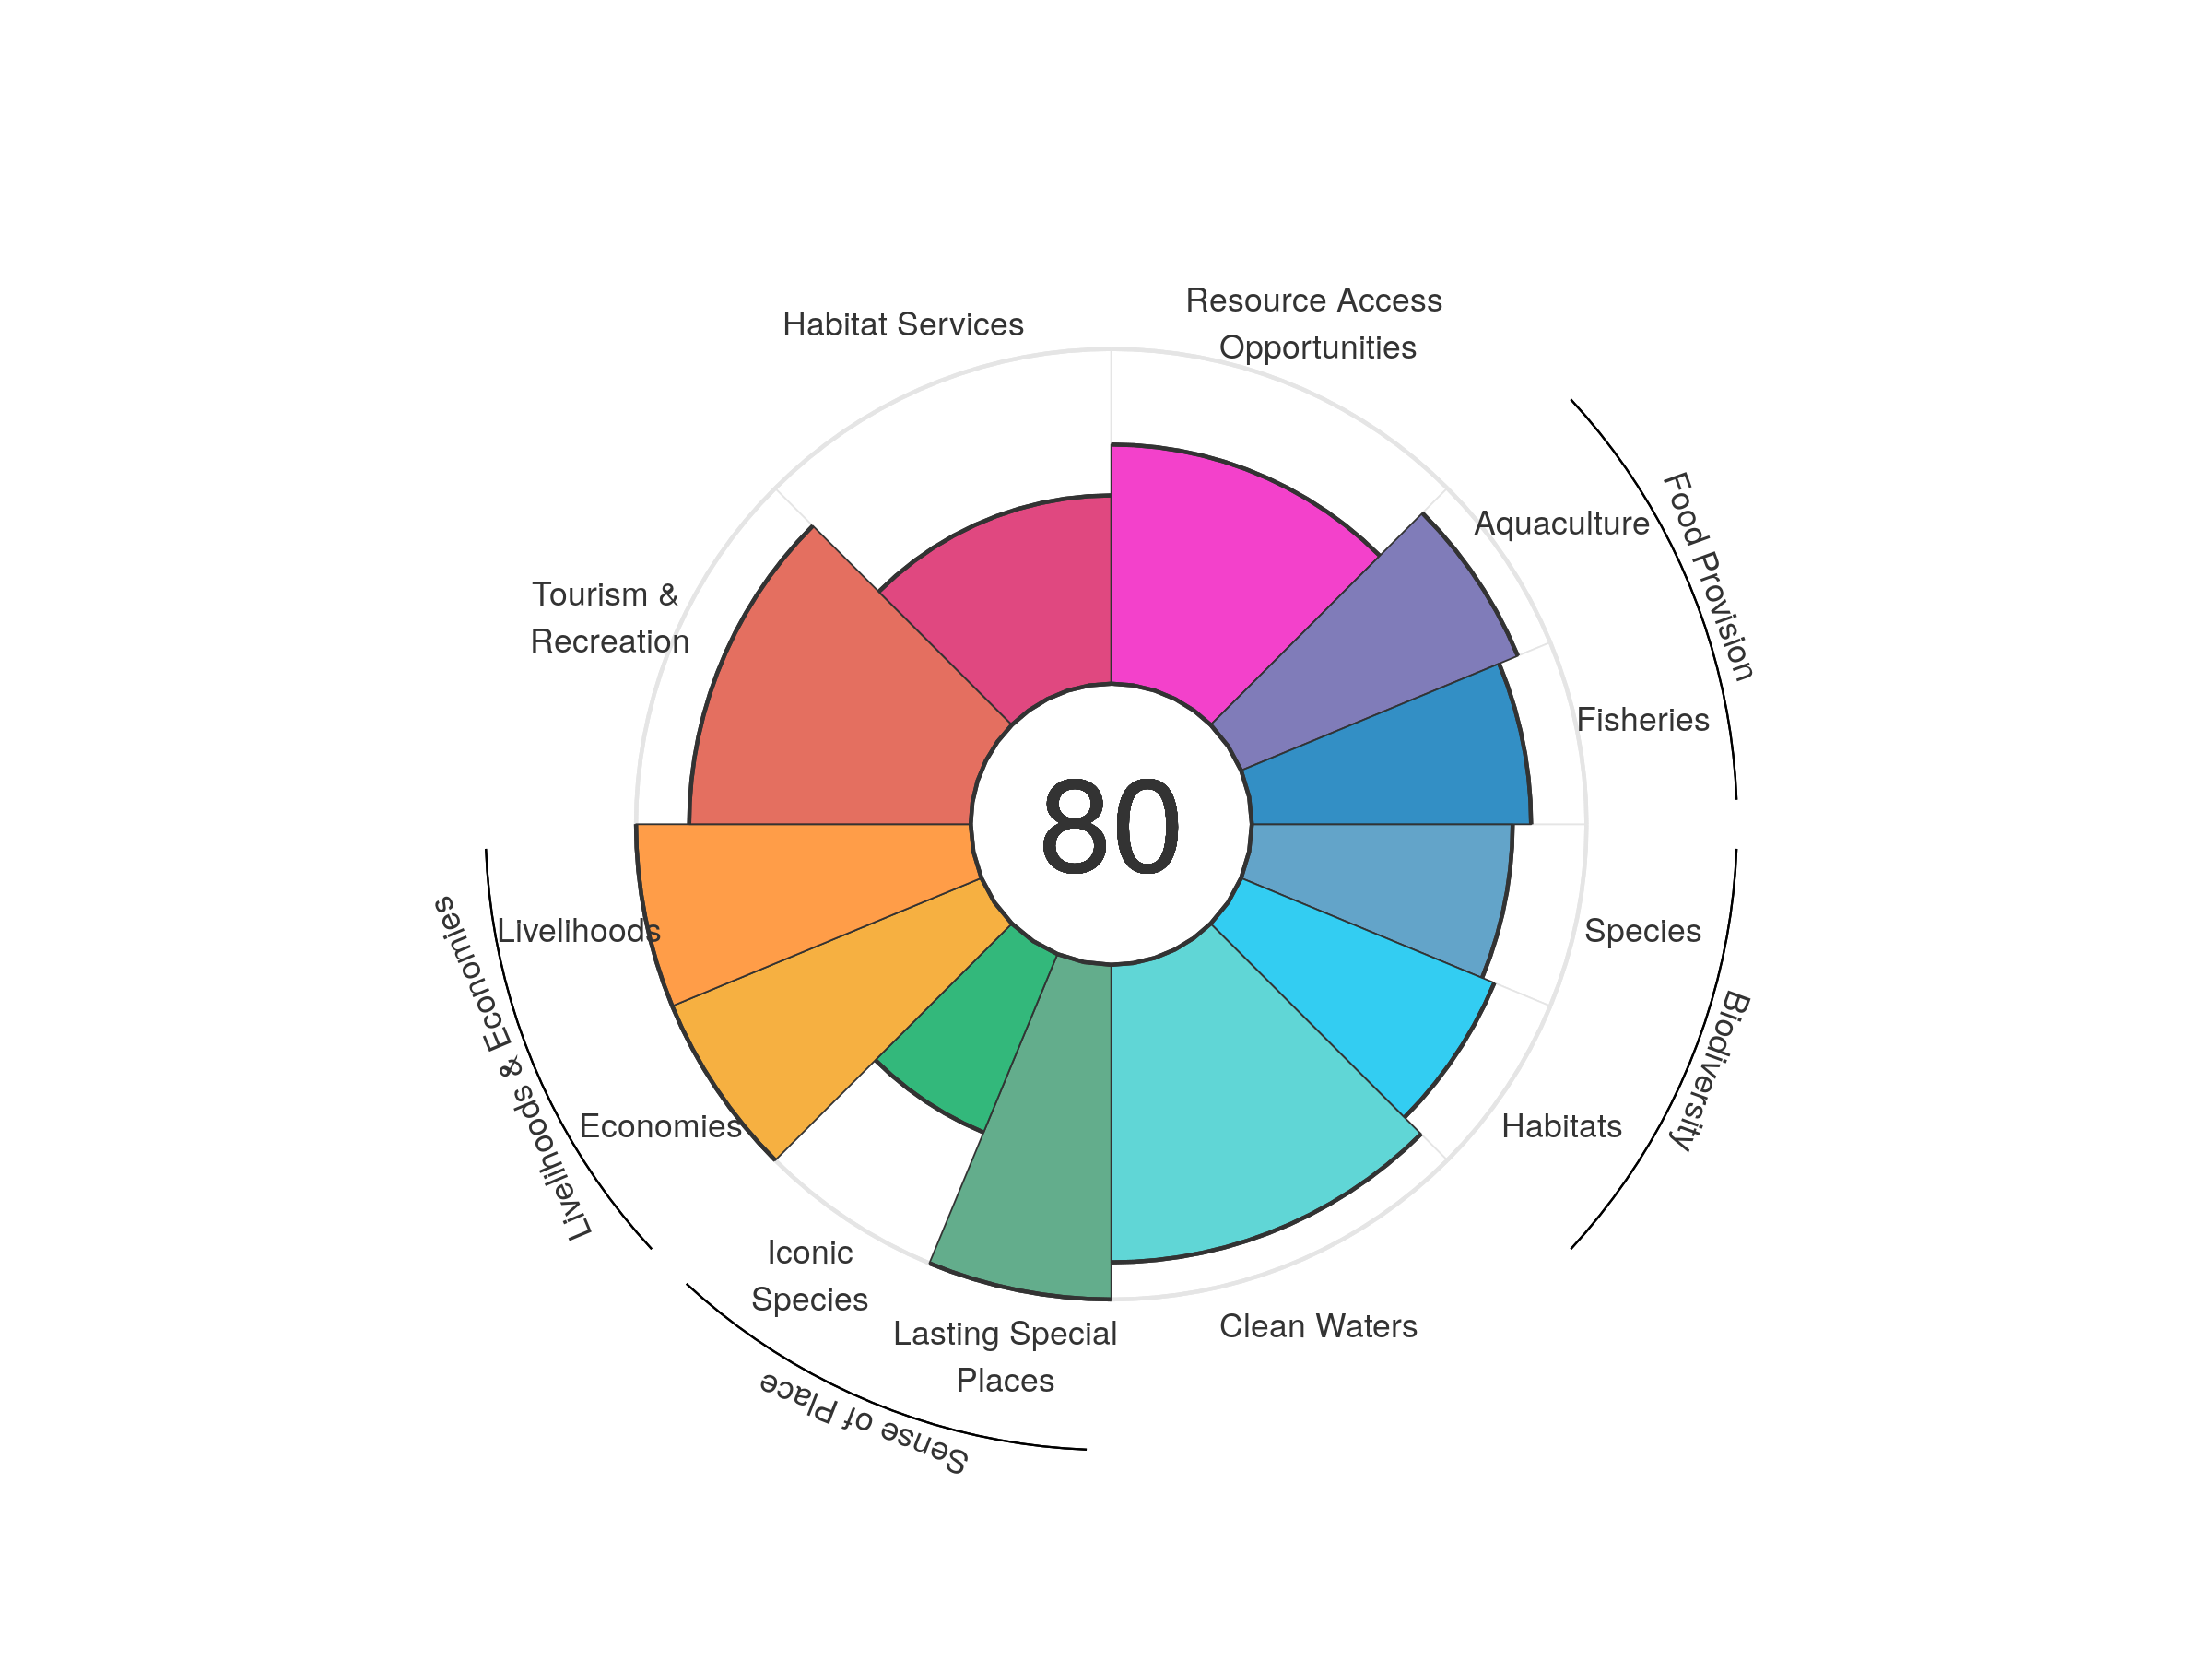 Resource Access
Opportunities
Habitat Services
Aquaculture
Food Provision
Tourism &
Recreation
Fisheries
80
Livelihoods
Species
Livelihoods & Economies
Biodiversity
Economies
Habitats
Iconic
Species
Lasting Special
Places
Clean Waters
Sense of Place